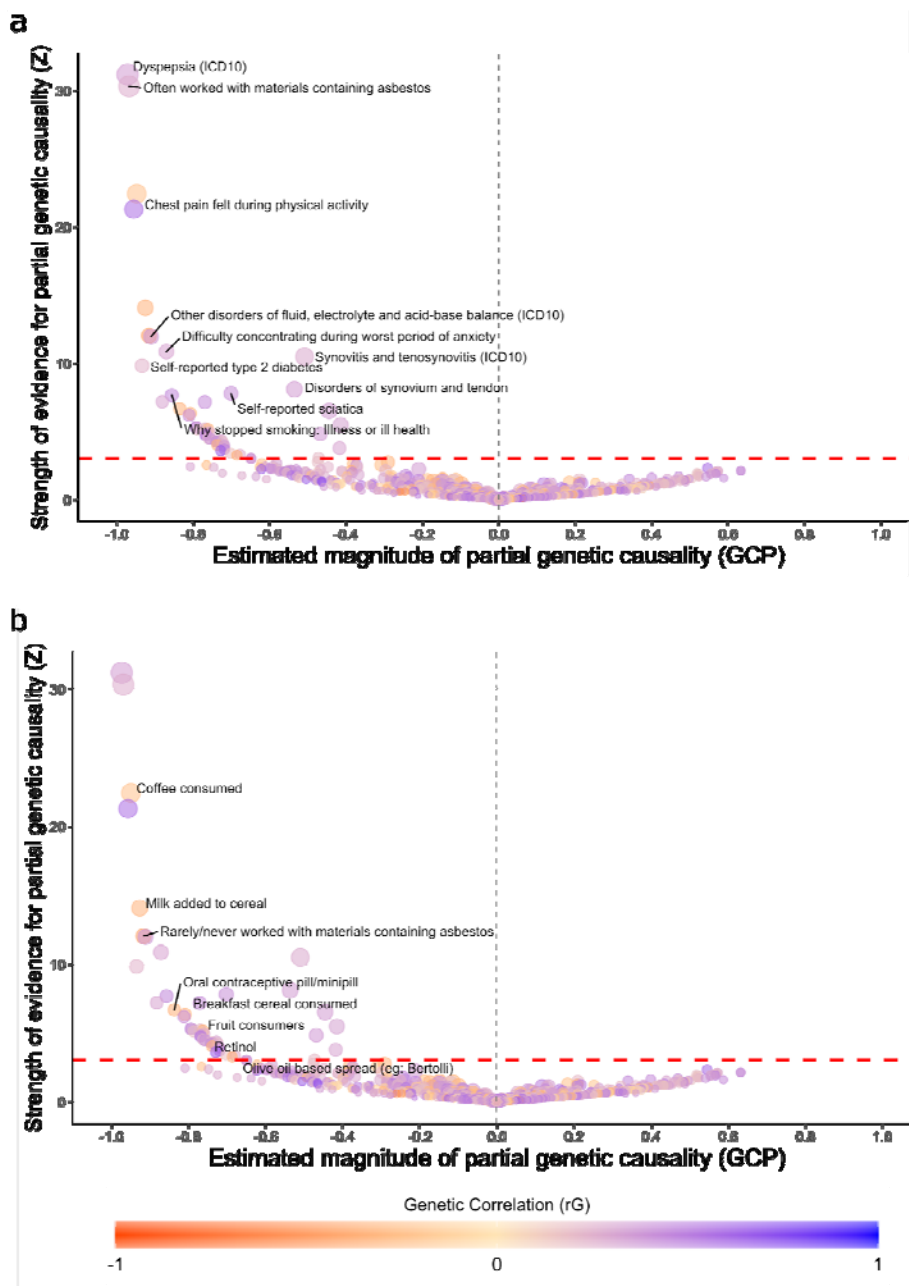 a
Strength of evidence for partial genetic causality (Z)
30
20
10
0
Dyspepsia (ICD10)
Often worked with materials containing asbestos
Chest pain felt during physical activity
Other disorders of fluid, electrolyte and acid-base balance (ICD10)
Difficulty concentrating during worst period of anxiety
Synovitis and tenosynovitis (ICD10)
Self-reported type 2 diabetes
Disorders of synovium and tendon
Self-reported sciatica
Why stopped smoking: Illness or ill health
-1.0 -0.8 -0.6 -0.4 -0.2 0.0 0.2 0.4 0.6 0.8 1.0
Estimated magnitude of partial genetic causality (GCP)
b
Strength of evidence for partial genetic causality (Z)
30
20
10
0
Coffee consumed
Milk added to cereal
Rarely/never worked with materials containing asbestos
Oral contraceptive pill/minipill
Breakfast cereal consumed
Fruit consumers
Retinol
Olive oil based spread (eg: Bertolli)
-1.0 -0.8 -0.6 -0.4 -0.2 0.0 0.2 0.4 0.6 0.8 1.0
Estimated magnitude of partial genetic causality (GCP)
Genetic Correlation (rG)
-1 0 1